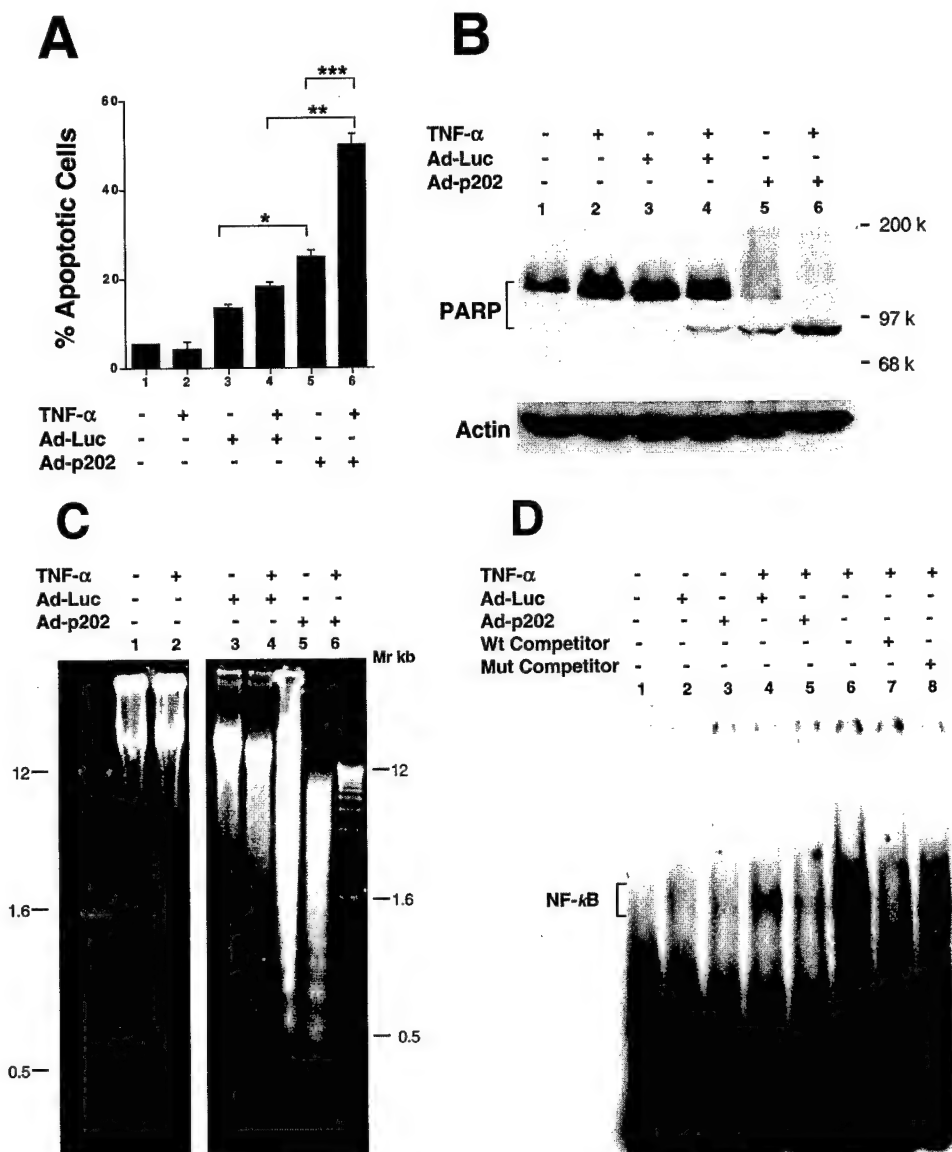 A
***
**
*
60
40
20
0
% Apoptotic Cells
1 2 3 4 5 6
TNF-α - + - + - +
Ad-Luc - - + + - -
Ad-p202 - - - - + +
B
TNF-α - + - + - +
Ad-Luc - - + + - -
Ad-p202 - - - - + +
1 2 3 4 5 6
- 200 k
PARP
- 97 k
- 68 k
Actin
C
TNF-α - + - + - +
Ad-Luc - - + + - -
Ad-p202 - - - - + +
1 2 3 4 5 6 Mr kb
12
1.6
0.5
12
1.6
0.5
D
TNF-α - - - + + + + +
Ad-Luc - + - + - - - -
Ad-p202 - - + - + - - -
Wt Competitor - - - - - - + -
Mut Competitor - - - - - - - +
1 2 3 4 5 6 7 8
NF-kB